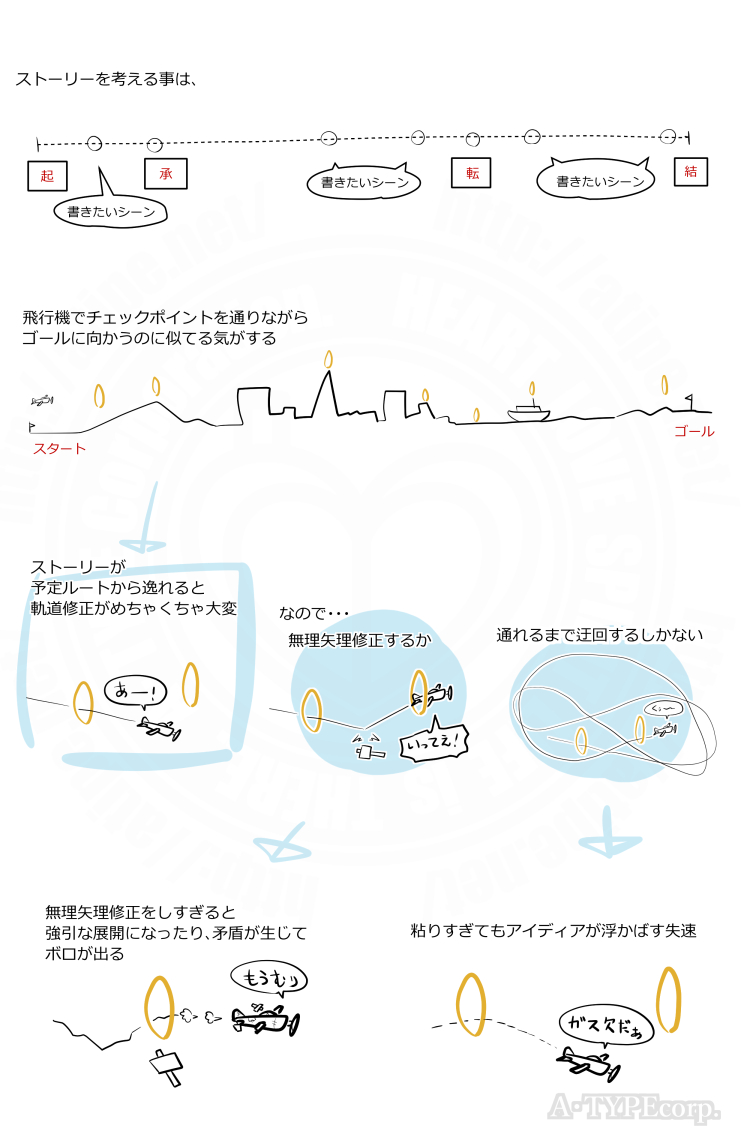 ストーリーを考える事は、
起
承
転
結
書きたいシーン
書きたいシーン
書きたいシーン
飛行機でチェックポイントを通りながら
ゴールに向かうのに似てる気がする
スタート
ゴール
ストーリーが
予定ルートから逸れると
軌道修正がめちゃくちゃ大変
あー!
なので･･･
無理矢理修正するか
いってえ!
通れるまで迂回するしかない
無理矢理修正をしすぎると
強引な展開になったり、矛盾が生じて
ボロが出る
もうむり
粘りすぎてもアイディアが浮かばす失速
ガス欠だぁ
A・TYPEcorp.